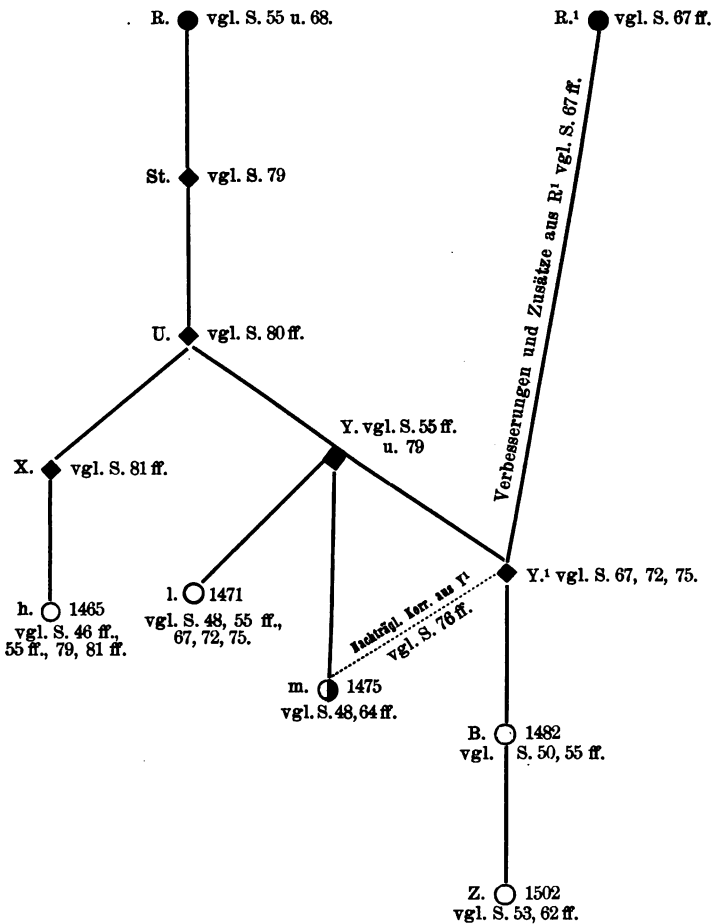 R. vgl. S. 55 u. 68.
R.¹ vgl. S. 67 ff.
Verbesserungen und Zusätze aus R¹ vgl. S. 67 ff.
St. vgl. S. 79
U. vgl. S. 80 ff.
Y. vgl. S. 55 ff.
u. 79
X. vgl. S. 81 ff.
Y.¹ vgl. S. 67, 72, 75.
Nachträgl. Korr. aus Y¹
vgl. S. 76 ff.
h. 1465
vgl. S. 46 ff.,
55 ff., 79, 81 ff.
l. 1471
vgl. S. 48, 55 ff.,
67, 72, 75.
m. 1475
vgl. S. 48, 64 ff.
B. 1482
vgl. S. 50, 55 ff.
Z. 1502
vgl. S. 53, 62 ff.